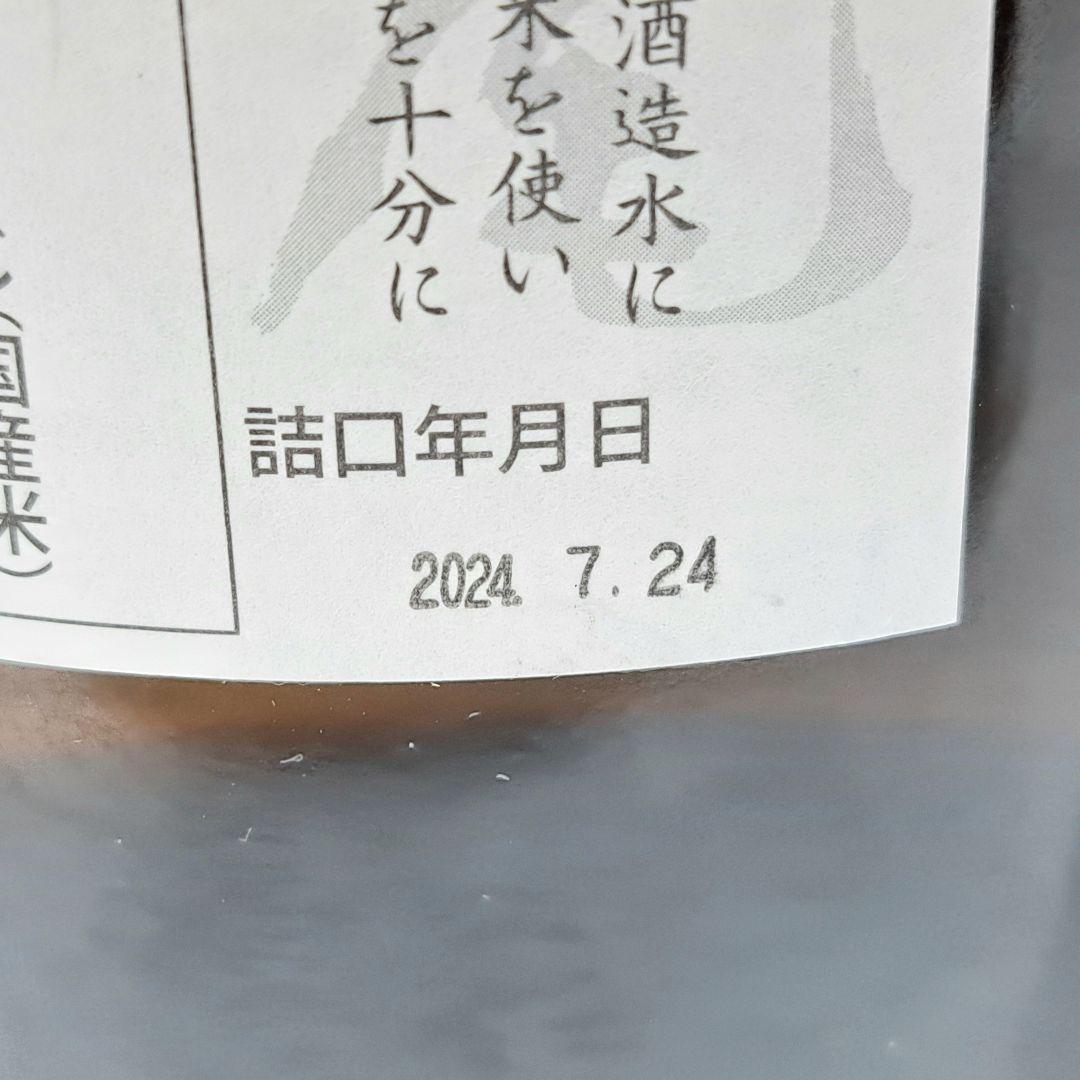 酒造水に
米を使い
を十分に
国産米)
詰口年月日
2024. 7. 24